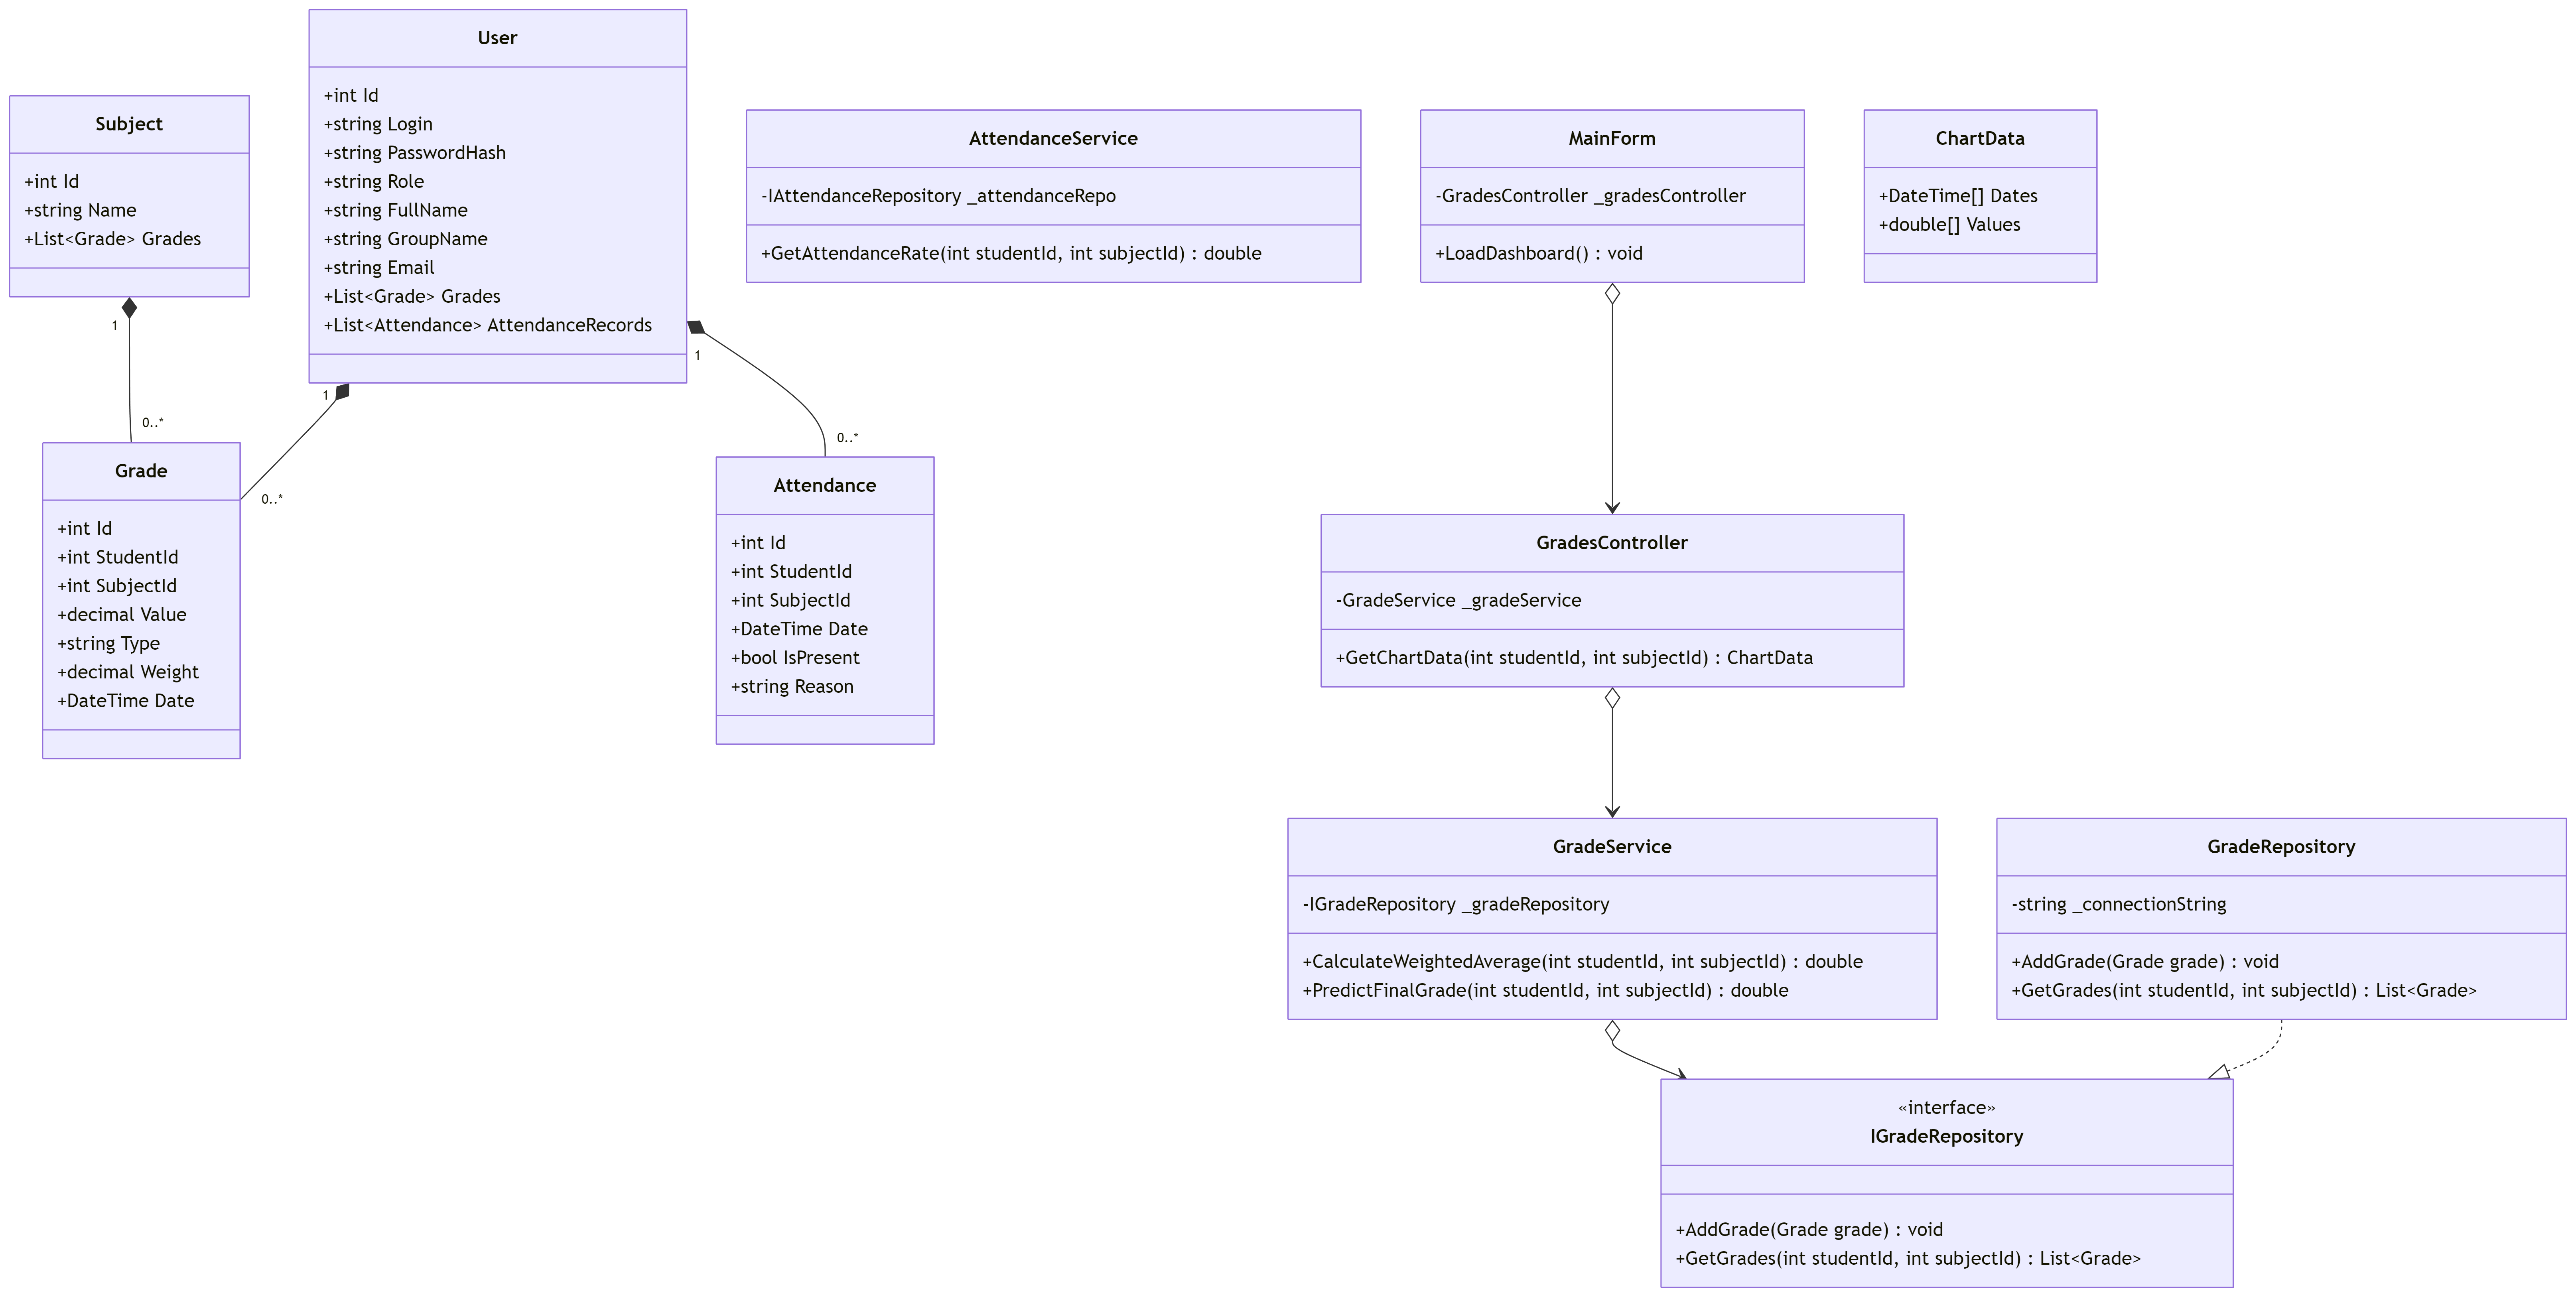 User
+int Id
+string Login
+string PasswordHash
+string Role
+string FullName
+string GroupName
+string Email
+List<Grade> Grades
+List<Attendance> AttendanceRecords
Subject
+int Id
+string Name
+List<Grade> Grades
AttendanceService
-IAttendanceRepository _attendanceRepo
+GetAttendanceRate(int studentId, int subjectId) : double
MainForm
-GradesController _gradesController
+LoadDashboard() : void
ChartData
+DateTime[] Dates
+double[] Values
1
0..*
1
0..*
1
0..*
Grade
+int Id
+int StudentId
+int SubjectId
+decimal Value
+string Type
+decimal Weight
+DateTime Date
Attendance
+int Id
+int StudentId
+int SubjectId
+DateTime Date
+bool IsPresent
+string Reason
GradesController
-GradeService _gradeService
+GetChartData(int studentId, int subjectId) : ChartData
GradeService
-IGradeRepository _gradeRepository
+CalculateWeightedAverage(int studentId, int subjectId) : double
+PredictFinalGrade(int studentId, int subjectId) : double
GradeRepository
-string _connectionString
+AddGrade(Grade grade) : void
+GetGrades(int studentId, int subjectId) : List<Grade>
«interface»
IGradeRepository
+AddGrade(Grade grade) : void
+GetGrades(int studentId, int subjectId) : List<Grade>